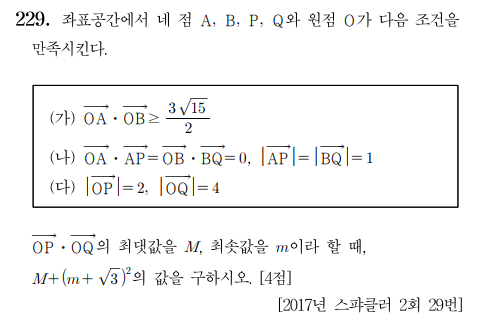 229. 좌표공간에서 네 점 A, B, P, Q와 원점 O가 다음 조건을
만족시킨다.
(가) $\overrightarrow{OA} \cdot \overrightarrow{OB} \ge \frac{3\sqrt{15}}{2}$
(나) $\overrightarrow{OA} \cdot \overrightarrow{AP} = \overrightarrow{OB} \cdot \overrightarrow{BQ} = 0$, $|\overrightarrow{AP}| = |\overrightarrow{BQ}| = 1$
(다) $|\overrightarrow{OP}| = 2$, $|\overrightarrow{OQ}| = 4$
$\overrightarrow{OP} \cdot \overrightarrow{OQ}$의 최댓값을 M, 최솟값을 m이라 할 때,
$M + (m + \sqrt{3})^2$의 값을 구하시오. [4점]
[2017년 스퍄클러 2회 29번]